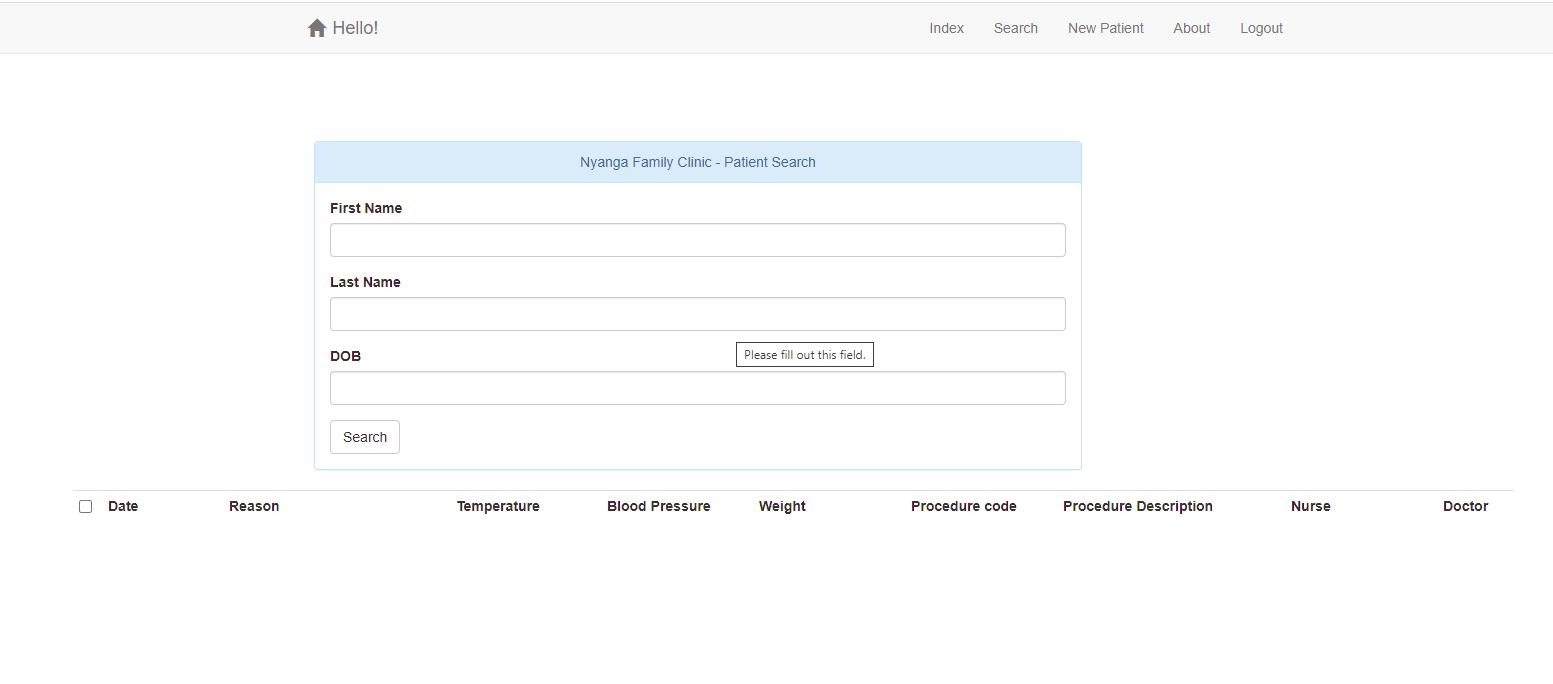 Hello! Index Search New Patient About Logout
Nyanga Family Clinic - Patient Search
First Name
Last Name
DOB
Please fill out this field.
Search
Date Reason Temperature Blood Pressure Weight Procedure code Procedure Description Nurse Doctor